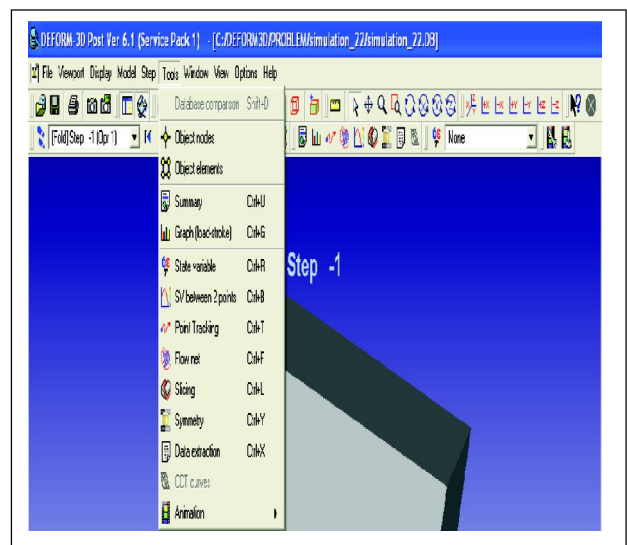 DEFORM-3D Post Ver 6.1 (Service Pack 1) - [C:/DEFORM3D/PROBLEM/simulation_22/simulation_22.DB]
File Viewport Display Model Step Tools Window View Options Help
Database comparison Shift+D
[Fold] Step -1 (Opr 1)
None
Object nodes
Object elements
Summary Ctrl+U
Graph (load-stroke) Ctrl+G
State variable Ctrl+R
SV between 2 points Ctrl+B
Point Tracking Ctrl+T
Flow net Ctrl+F
Slicing Ctrl+L
Symmetry Ctrl+Y
Data extraction Ctrl+X
CCT curves
Animation
Step -1